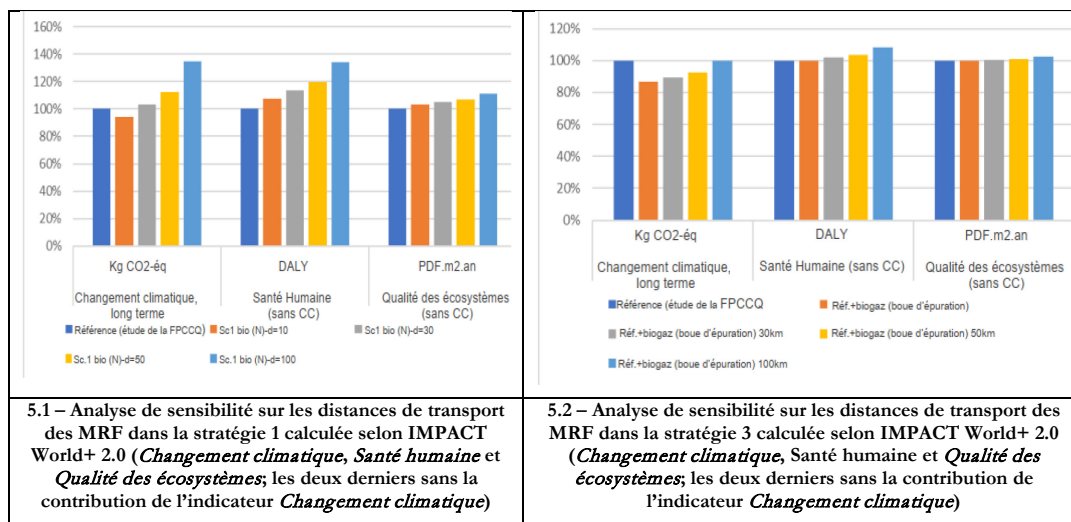 160%
140%
120%
100%
80%
60%
40%
20%
0%
Kg CO2-éq
DALY
PDF.m2.an
Changement climatique,
long terme
Santé Humaine
(sans CC)
Qualité des écosystèmes
(sans CC)
Référence (étude de la FPCCQ)
Sc1 bio (N)-d=10
Sc1 bio (N)-d=30
Sc.1 bio (N)-d=50
Sc.1 bio (N)-d=100
5.1 – Analyse de sensibilité sur les distances de transport
des MRF dans la stratégie 1 calculée selon IMPACT
World+ 2.0 (Changement climatique, Santé humaine et
Qualité des écosystèmes; les deux derniers sans la
contribution de l’indicateur Changement climatique)
120%
100%
80%
60%
40%
20%
0%
Kg CO2-éq
DALY
PDF.m2.an
Changement climatique,
long terme
Santé Humaine (sans CC)
Qualité des écosystèmes
(sans CC)
Référence (étude de la FPCCQ)
Réf.+biogaz (boue d'épuration)
Réf.+biogaz (boue d'épuration) 30km
Réf.+biogaz (boue d'épuration) 50km
Réf.+biogaz (boue d'épuration) 100km
5.2 – Analyse de sensibilité sur les distances de transport des
MRF dans la stratégie 3 calculée selon IMPACT World+ 2.0
(Changement climatique, Santé humaine et Qualité des
écosystèmes; les deux derniers sans la contribution de
l’indicateur Changement climatique)